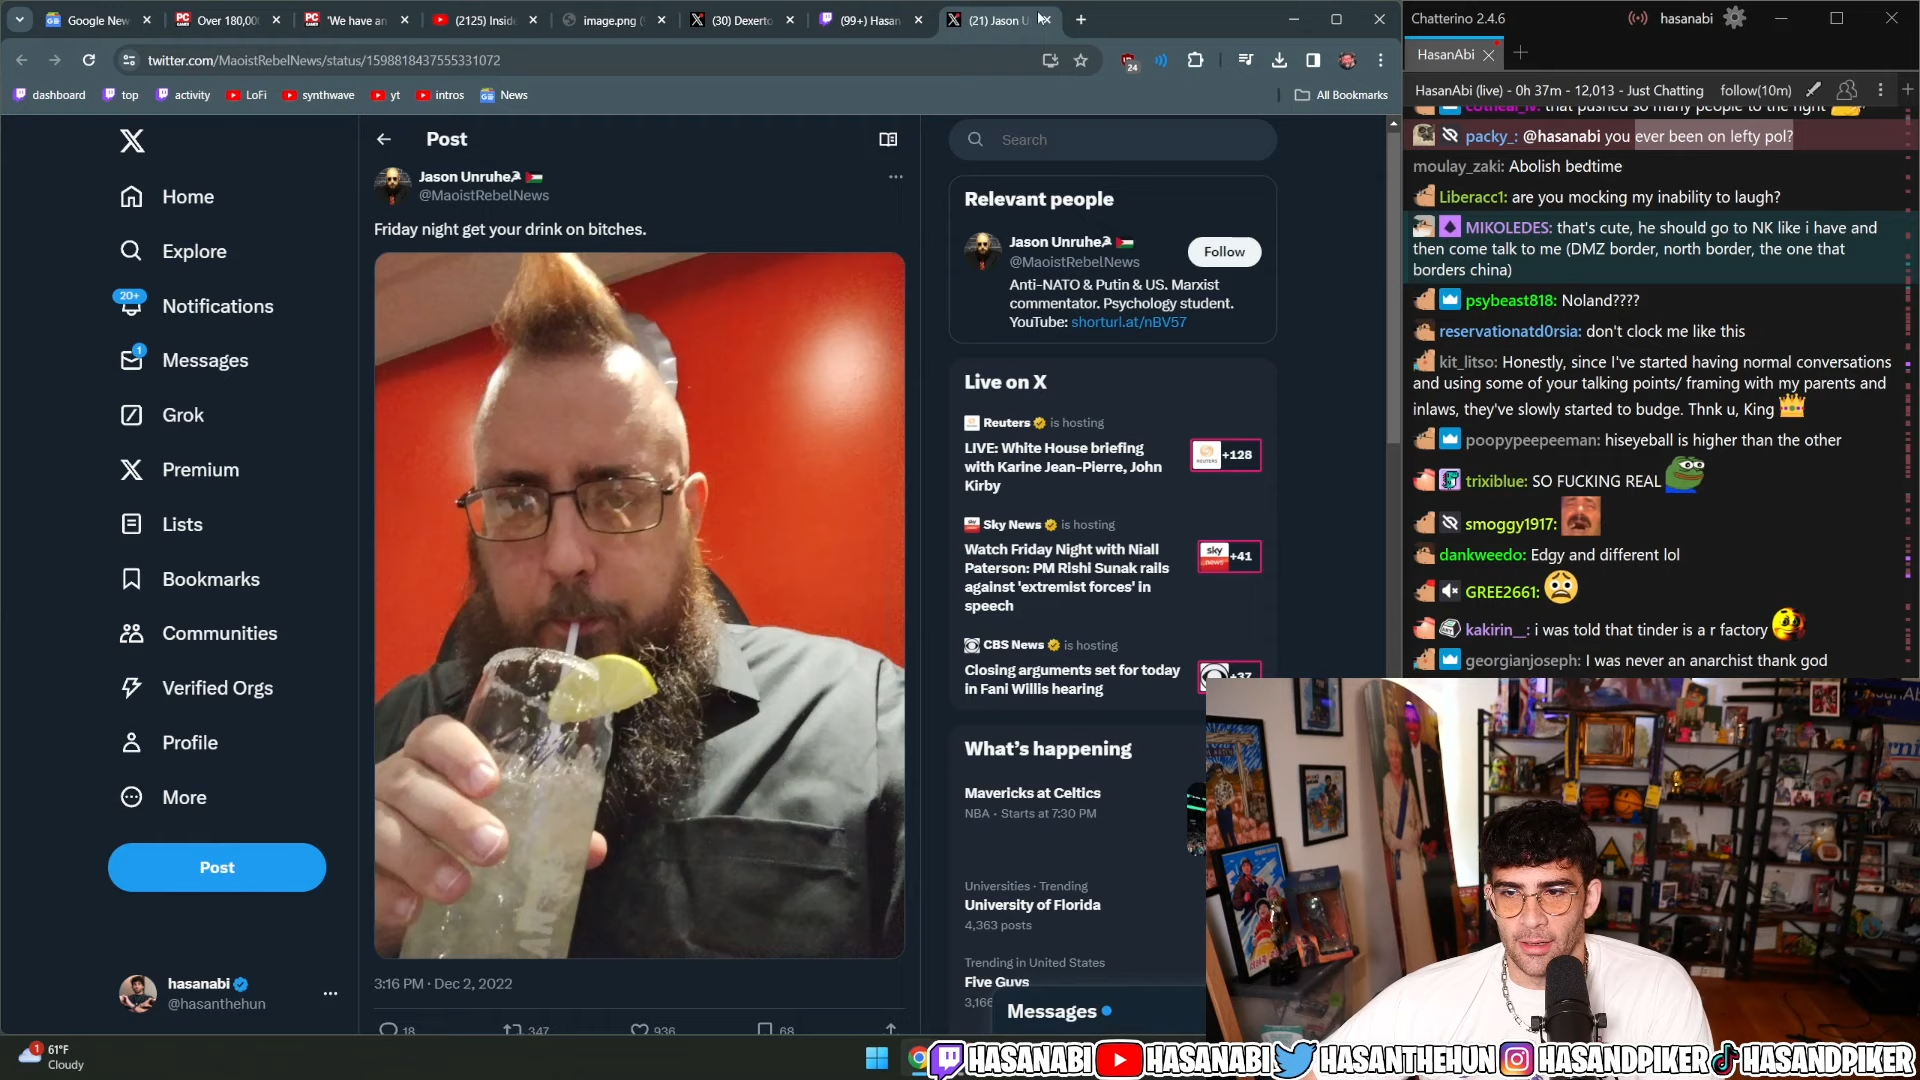 Google New
Over 180,00
'We have an
(2125) Insid
image.png (
(30) Dexerto
(99+) Hasan
(21) Jason U
twitter.com/MaoistRebelNews/status/1598818437555331072
24
dashboard
top
activity
LoFi
synthwave
yt
intros
News
All Bookmarks
Home
Explore
20+
Notifications
1
Messages
Grok
Premium
Lists
Bookmarks
Communities
Verified Orgs
Profile
More
Post
hasanabi
@hasanthehun
Post
Jason Unruhe
@MaoistRebelNews
Friday night get your drink on bitches.
3:16 PM · Dec 2, 2022
18
347
936
68
Search
Relevant people
Jason Unruhe
@MaoistRebelNews
Follow
Anti-NATO & Putin & US. Marxist
commentator. Psychology student.
YouTube: shorturl.at/nBV57
Live on X
Reuters is hosting
LIVE: White House briefing
with Karine Jean-Pierre, John
Kirby
REUTERS
+128
Sky News is hosting
Watch Friday Night with Niall
Paterson: PM Rishi Sunak rails
against 'extremist forces' in
speech
sky news
+41
CBS News is hosting
Closing arguments set for today
in Fani Willis hearing
+37
What's happening
Mavericks at Celtics
NBA · Starts at 7:30 PM
Universities · Trending
University of Florida
4,363 posts
Trending in United States
Five Guys
Messages
Chatterino 2.4.6
hasanabi
HasanAbi
HasanAbi (live) - 0h 37m - 12,013 - Just Chatting
follow(10m)
that pushed so many people to the right
packy_: @hasanabi you ever been on lefty pol?
moulay_zaki: Abolish bedtime
Liberacc1: are you mocking my inability to laugh?
MIKOLEDES: that's cute, he should go to NK like i have and
then come talk to me (DMZ border, north border, the one that
borders china)
psybeast818: Noland????
reservationatd0rsia: don't clock me like this
kit_litso: Honestly, since I've started having normal conversations
and using some of your talking points/ framing with my parents and
inlaws, they've slowly started to budge. Thnk u, King
poopypeepeeman: hiseyeball is higher than the other
trixiblue: SO FUCKING REAL
smoggy1917:
dankweedo: Edgy and different lol
GREE2661:
kakirin__: i was told that tinder is a r factory
georgianjoseph: I was never an anarchist thank god
1
61°F
Cloudy
HASANABI
HASANABI
HASANTHEHUN
HASANDPIKER
HASANDPIKER